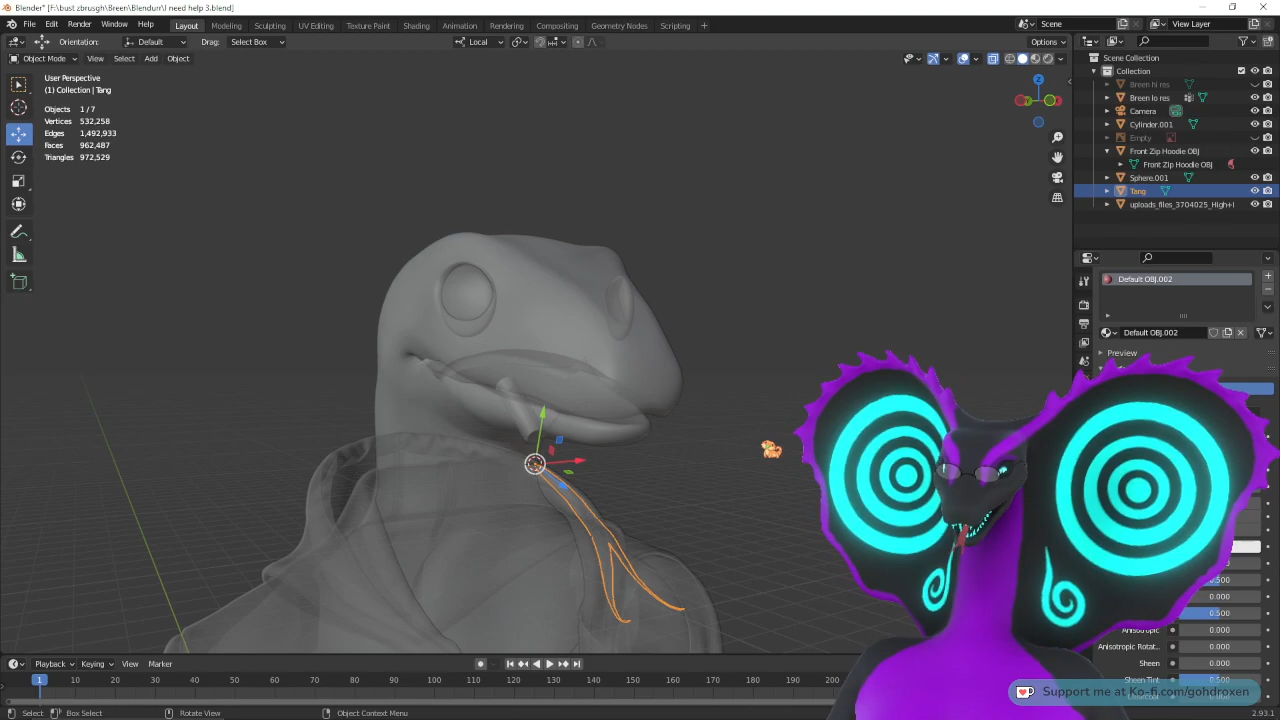 Blender* [F:\bust zbrusgh\Breen\Blendurr\I need help 3.blend]
File Edit Render Window Help
Layout Modeling Sculpting UV Editing Texture Paint Shading Animation Rendering Compositing Geometry Nodes Scripting +
Scene
View Layer
Orientation: Default Drag: Select Box
Local
Options
Object Mode View Select Add Object
User Perspective
(1) Collection | Tang
Objects 1 / 7
Vertices 532,258
Edges 1,492,933
Faces 962,487
Triangles 972,529
Z
Scene Collection
Collection
Breen hi res
Breen lo res
Camera
Cylinder.001
Empty
Front Zip Hoodie OBJ
Front Zip Hoodie OBJ
Sphere.001
Tang
uploads_files_3704025_High+I
Default OBJ.002
Default OBJ.002
Preview
0.500
0.000
0.500
Anisotropic 0.000
Anisotropic Rotat.. 0.000
Sheen 0.000
Sheen Tint 0.500
Playback Keying View Marker
1 10 20 30 40 50 60 70 80 90 100 110 120 130 140 150 160 170 180 190 200
Support me at Ko-fi.com/gohdroxen
Select Box Select Rotate View Object Context Menu
2.93.1